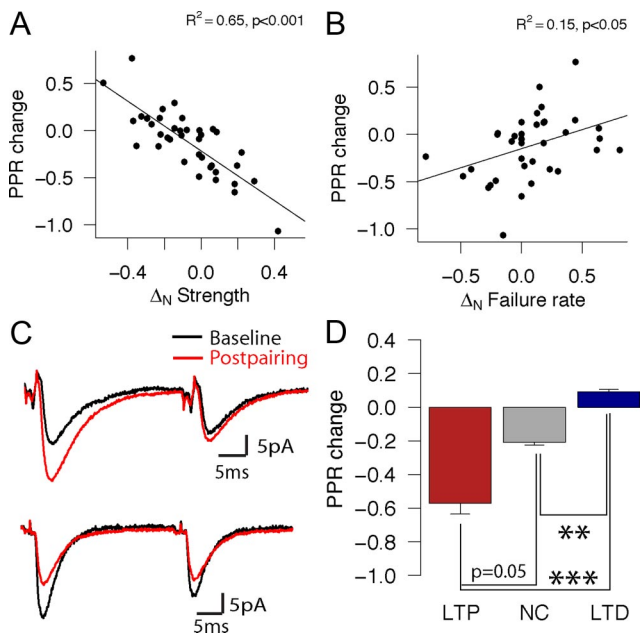 A
R² = 0.65, p<0.001
PPR change
0.5
0.0
−0.5
−1.0
−0.4
0.0
0.4
ΔN Strength
B
R² = 0.15, p<0.05
PPR change
0.5
0.0
−0.5
−1.0
−0.5
0.0
0.5
ΔN Failure rate
C
Baseline
Postpairing
5pA
5ms
5pA
5ms
D
PPR change
0.4
0.2
0.0
−0.2
−0.4
−0.6
−0.8
−1.0
**
p=0.05
***
LTP
NC
LTD